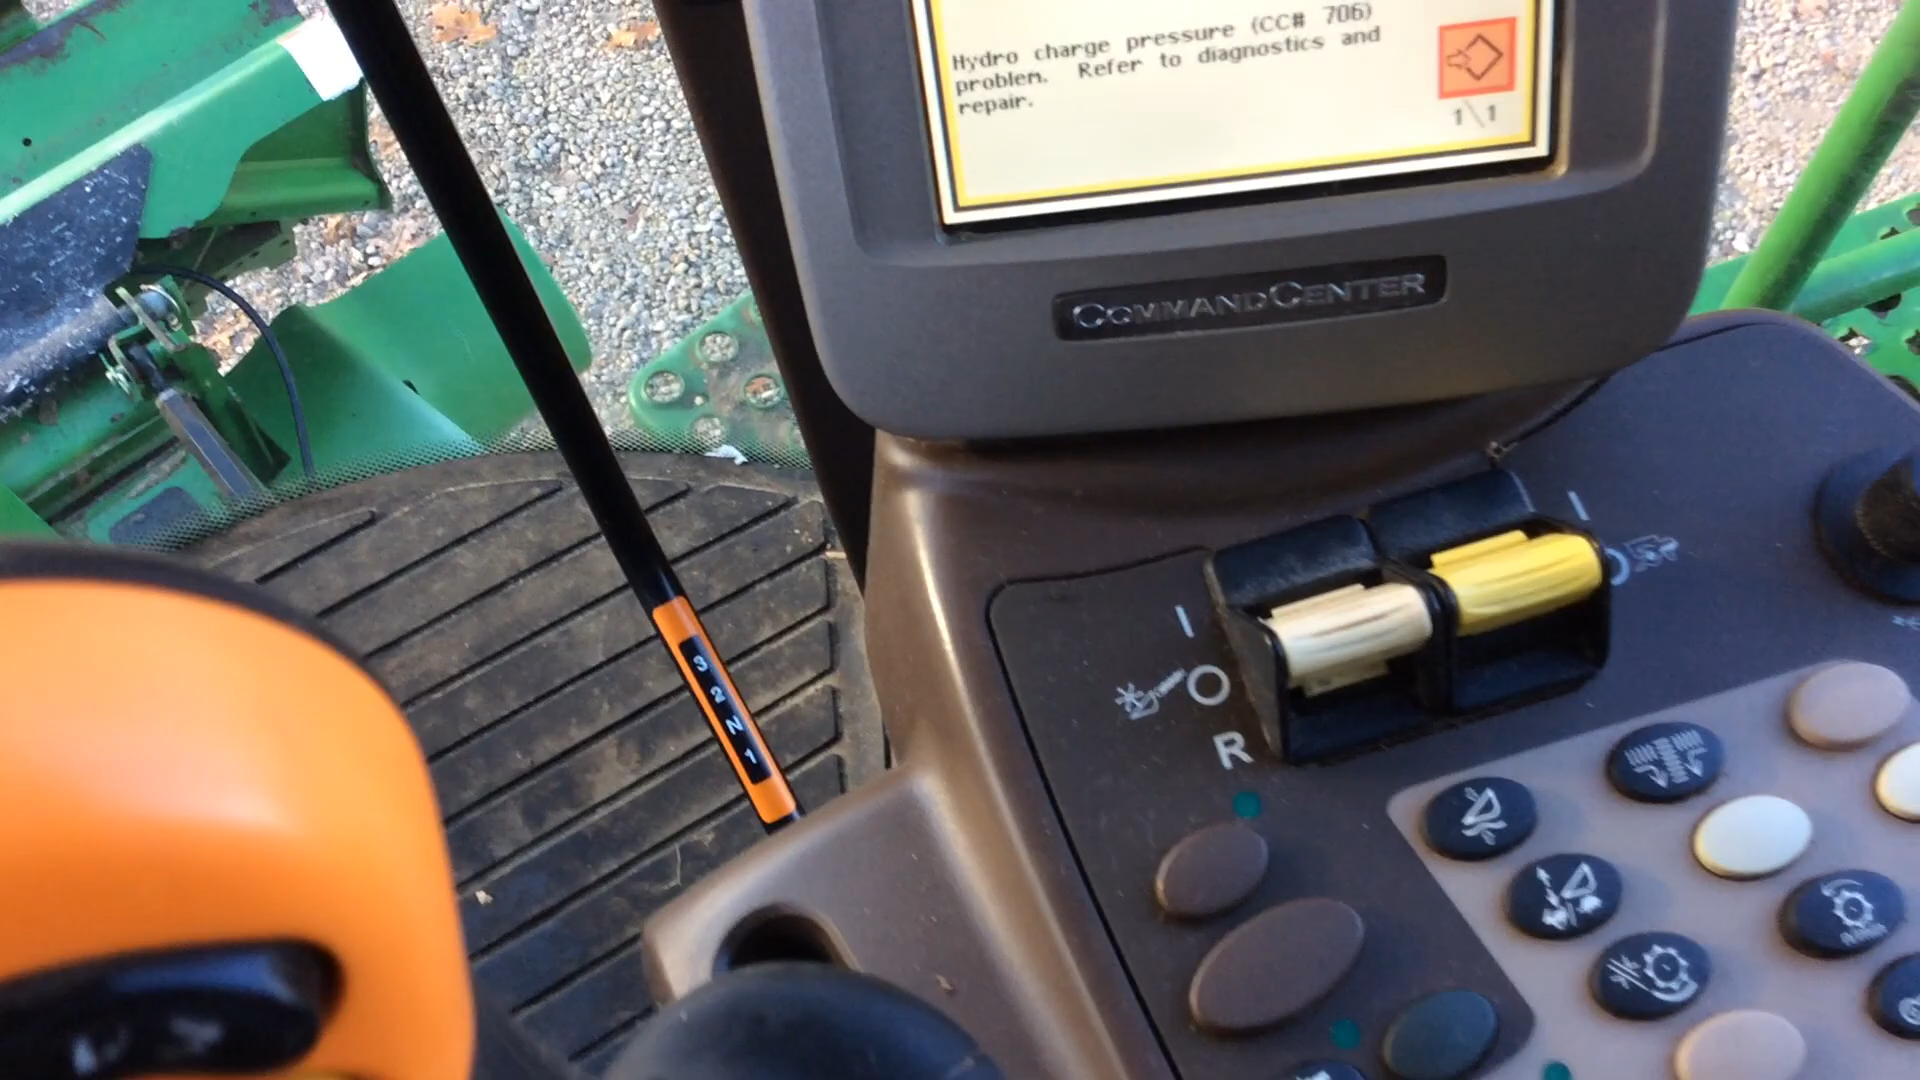 Hydro charge pressure (CC# 706)
problem. Refer to diagnostics and
repair.
1\1
COMMANDCENTER
I
I
O
O
R
3
2
N
1